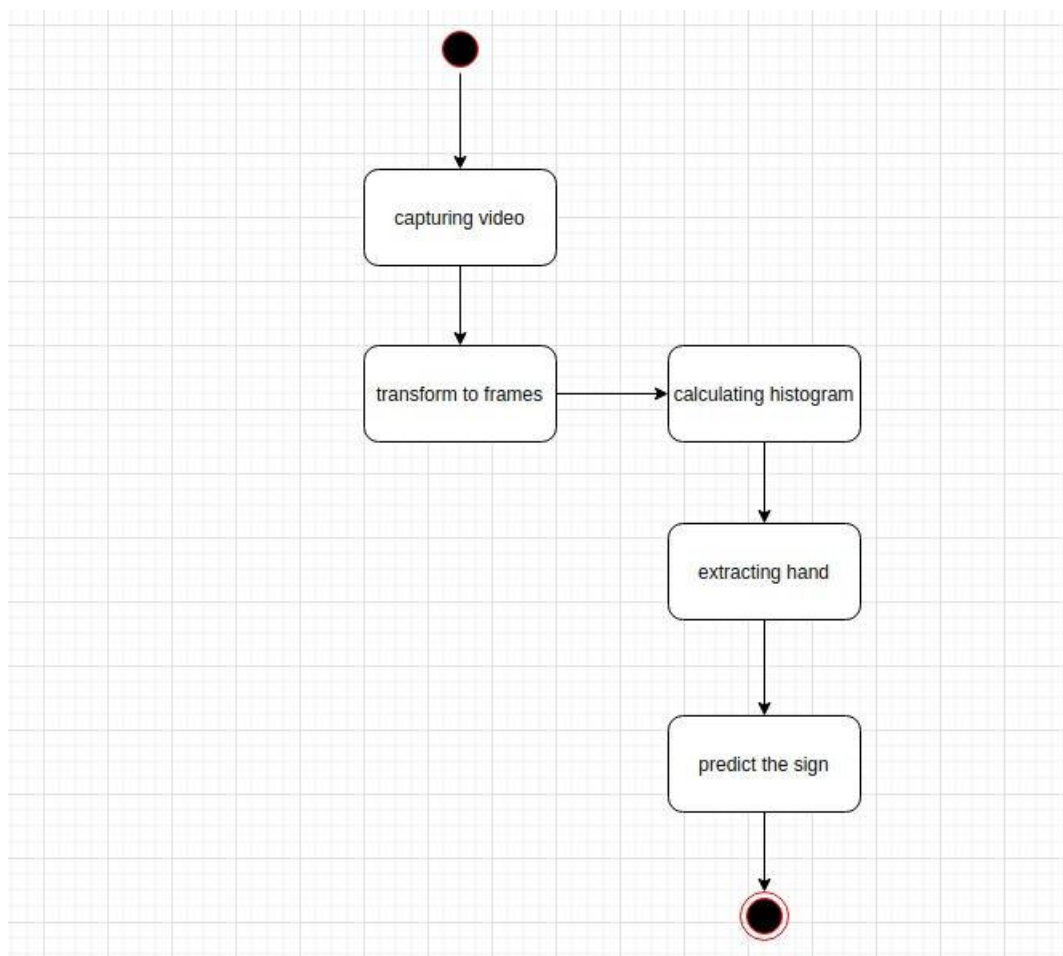 capturing video
transform to frames
calculating histogram
extracting hand
predict the sign